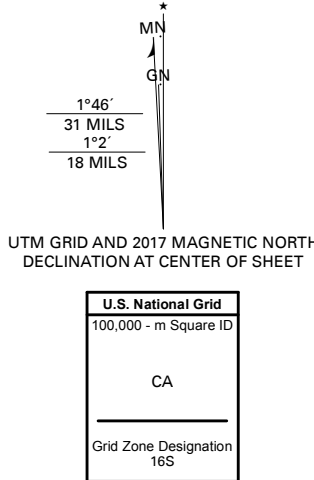 MN
GN
1°46´
31 MILS
1°2´
18 MILS
UTM GRID AND 2017 MAGNETIC NORTH
DECLINATION AT CENTER OF SHEET
U.S. National Grid
100,000 - m Square ID
CA
Grid Zone Designation
16S